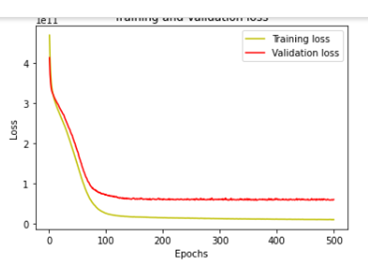 1e11
Training and Validation loss
Training loss
Validation loss
4
3
2
1
0
Loss
0
100
200
300
400
500
Epochs